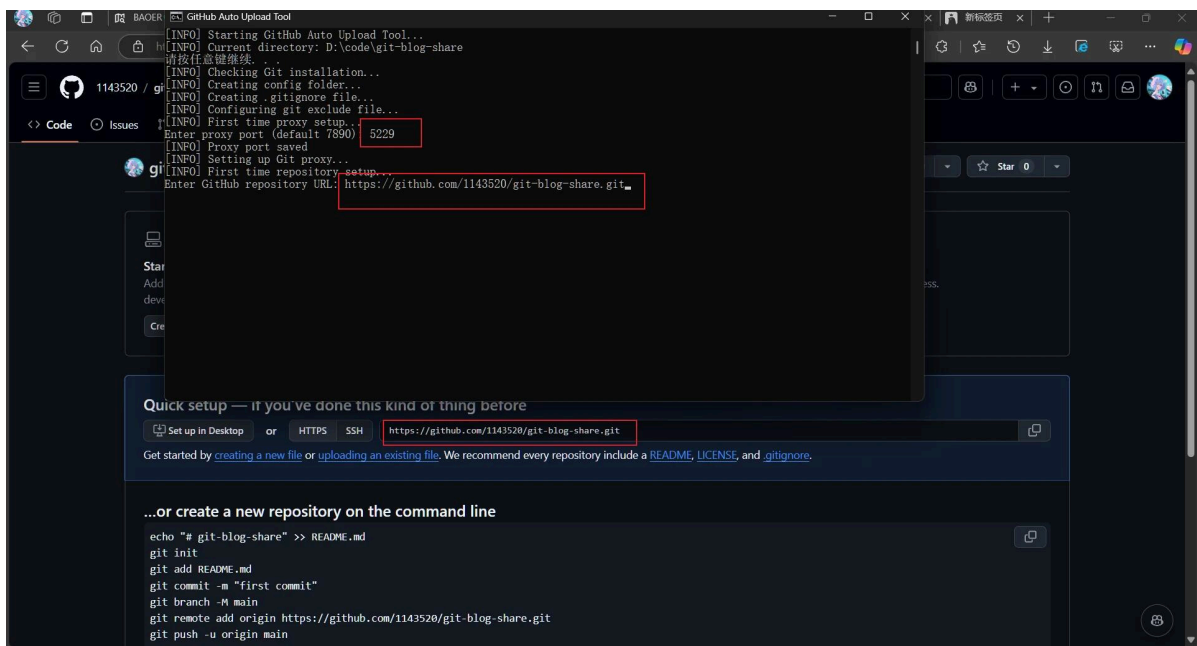 BAOER
GitHub Auto Upload Tool
新标签页
[INFO] Starting GitHub Auto Upload Tool...
[INFO] Current directory: D:\code\git-blog-share
请按任意键继续. . .
[INFO] Checking Git installation...
[INFO] Creating config folder...
[INFO] Creating .gitignore file...
[INFO] Configuring git exclude file...
[INFO] First time proxy setup...
Enter proxy port (default 7890): 5229
[INFO] Proxy port saved
[INFO] Setting up Git proxy...
[INFO] First time repository setup...
Enter GitHub repository URL: https://github.com/1143520/git-blog-share.git
1143520 / gi
Code
Issues
gi
Star 0
Star
Add
ess.
deve
Cre
Quick setup — if you've done this kind of thing before
Set up in Desktop or HTTPS SSH https://github.com/1143520/git-blog-share.git
Get started by creating a new file or uploading an existing file. We recommend every repository include a README, LICENSE, and .gitignore.
...or create a new repository on the command line
echo "# git-blog-share" >> README.md
git init
git add README.md
git commit -m "first commit"
git branch -M main
git remote add origin https://github.com/1143520/git-blog-share.git
git push -u origin main